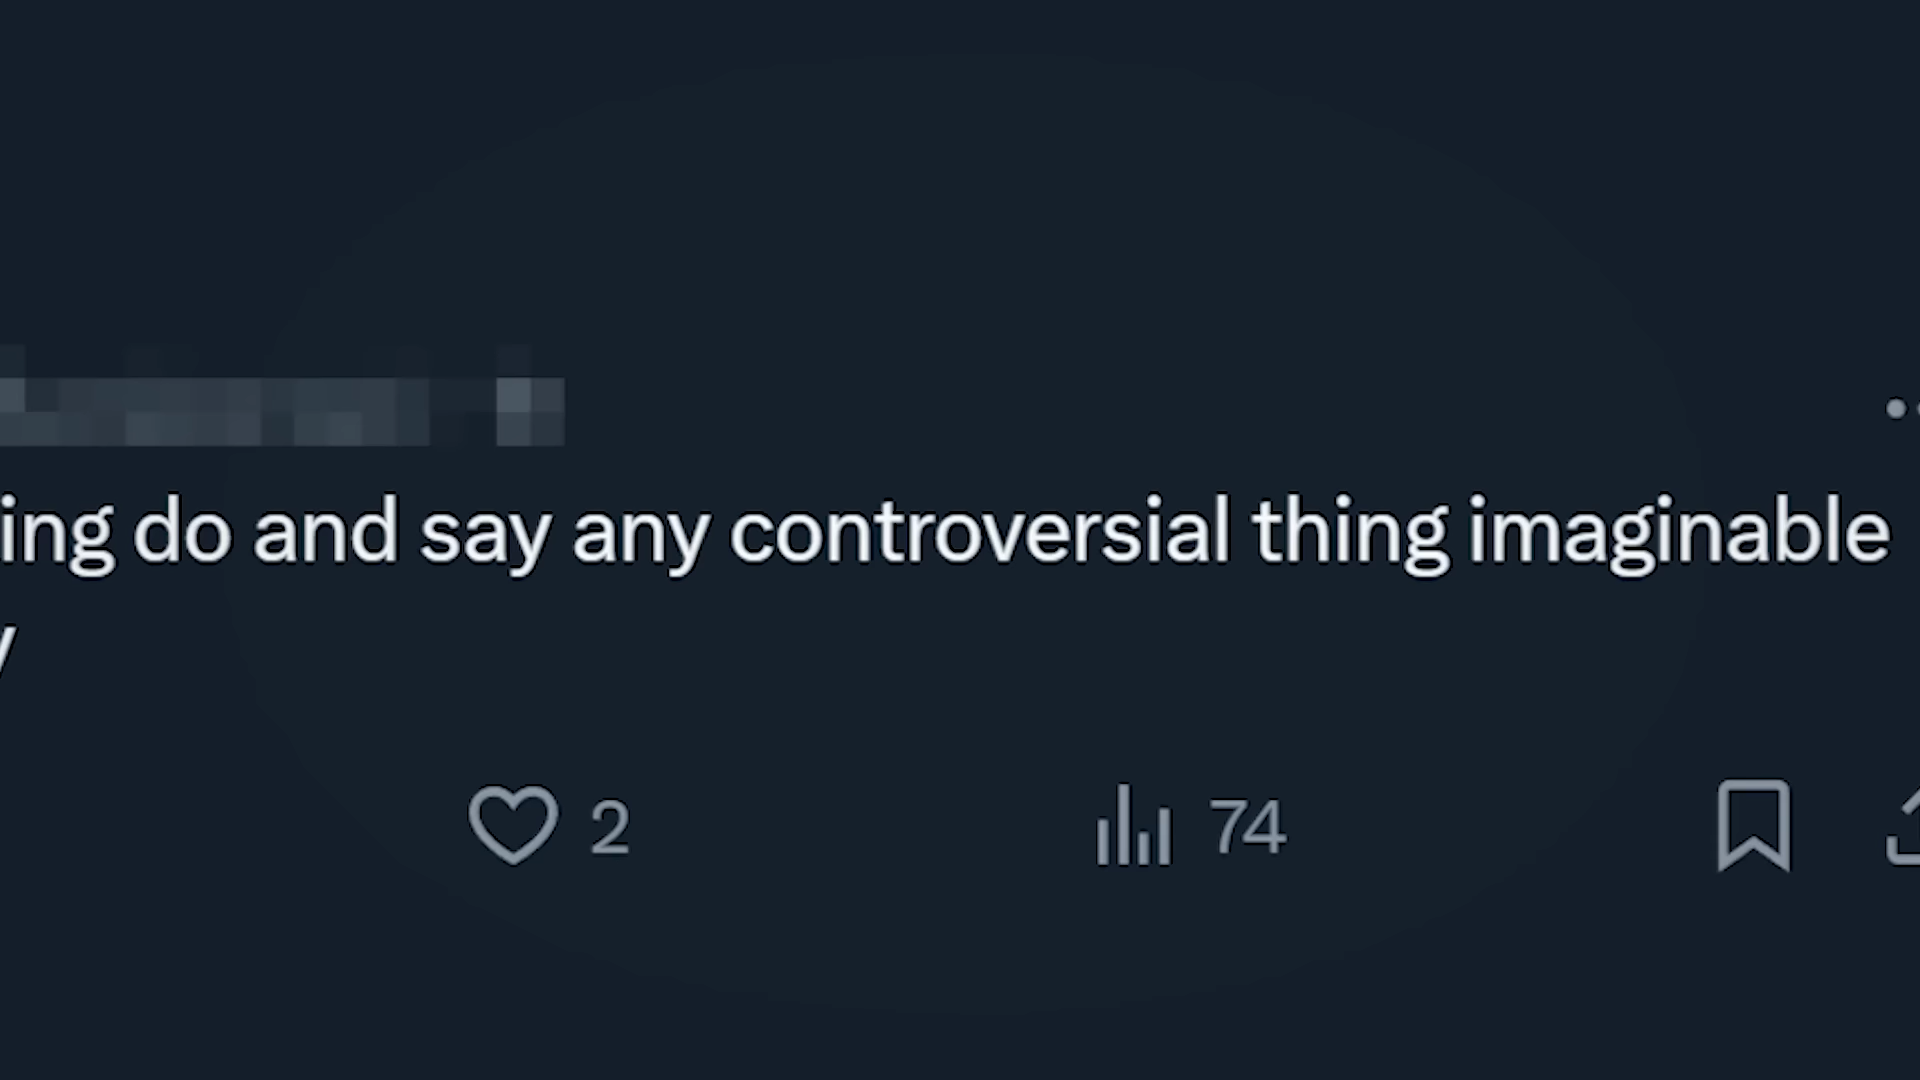 ing do and say any controversial thing imaginable
y
2 74